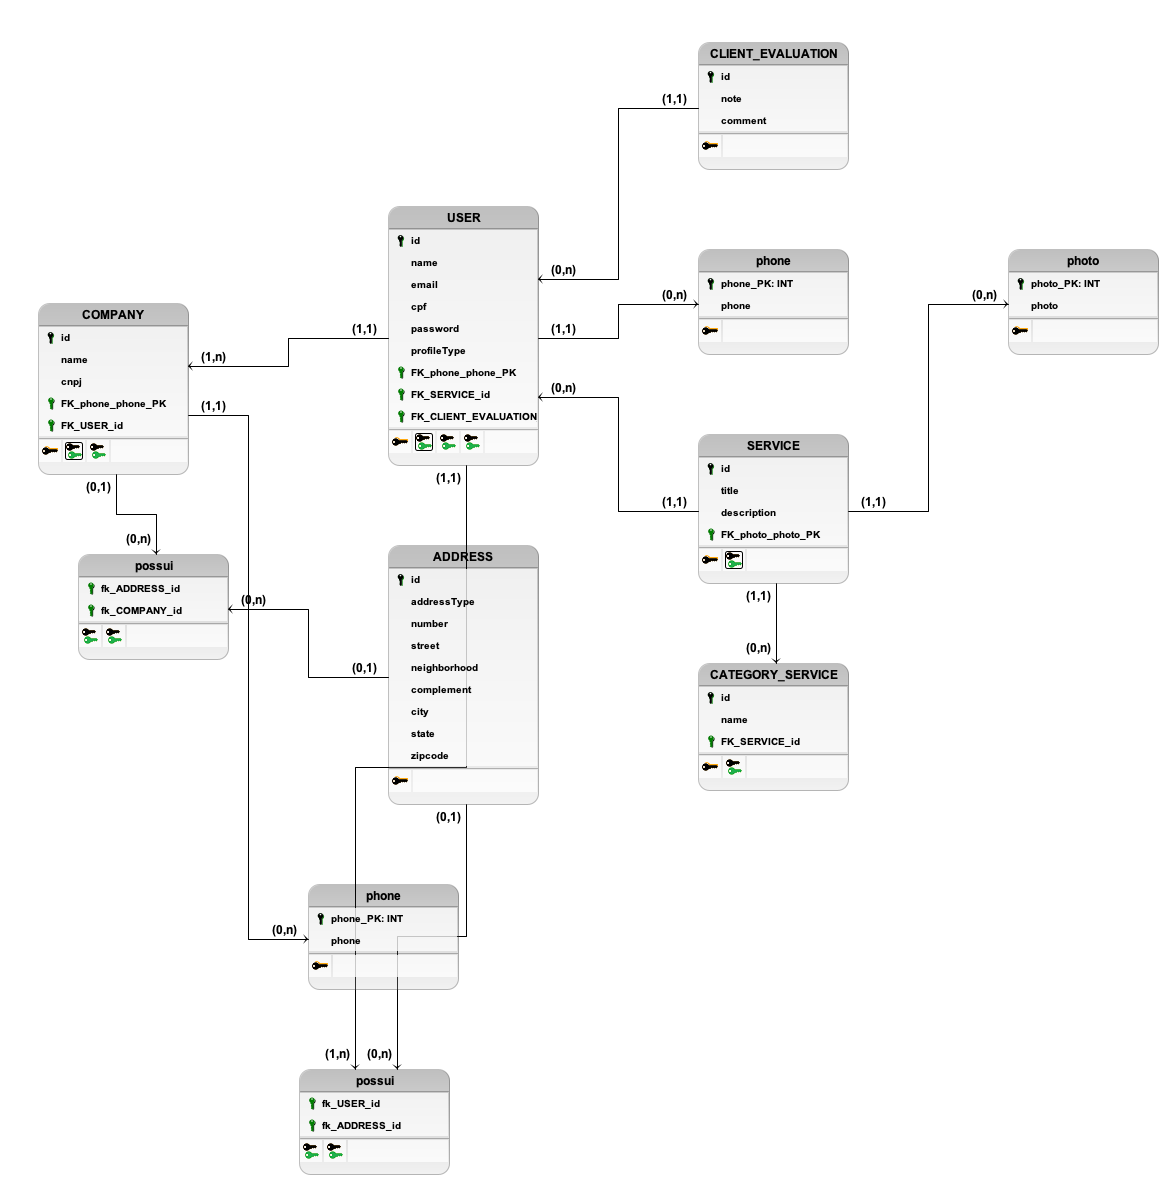 CLIENT_EVALUATION
id
note
comment
(1,1)
(0,n)
USER
id
name
email
cpf
password
profileType
FK_phone_phone_PK
FK_SERVICE_id
FK_CLIENT_EVALUATION
(1,1)
(1,1)
(0,n)
(0,n)
(1,1)
phone
phone_PK: INT
phone
photo
photo_PK: INT
photo
(0,n)
COMPANY
id
name
cnpj
FK_phone_phone_PK
FK_USER_id
(1,n)
(1,1)
(0,1)
(0,n)
SERVICE
id
title
description
FK_photo_photo_PK
(1,1)
(1,1)
(1,1)
(0,n)
possui
fk_ADDRESS_id
fk_COMPANY_id
(0,n)
(0,1)
ADDRESS
id
addressType
number
street
neighborhood
complement
city
state
zipcode
(0,1)
CATEGORY_SERVICE
id
name
FK_SERVICE_id
phone
phone_PK: INT
phone
(0,n)
(1,n)
(0,n)
possui
fk_USER_id
fk_ADDRESS_id